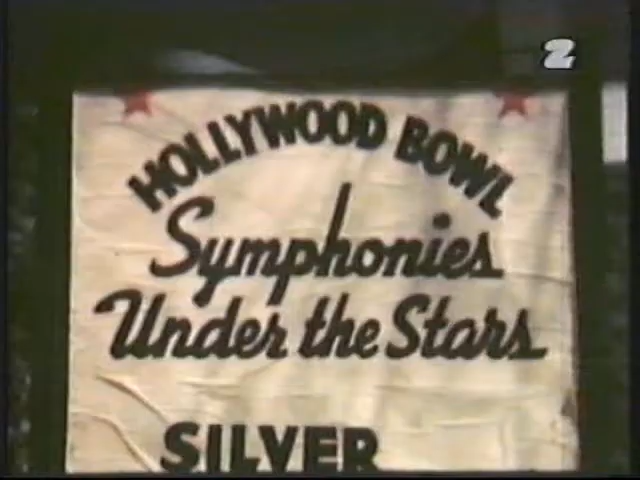 2
HOLLYWOOD BOWL
Symphonies
Under the Stars
SILVER